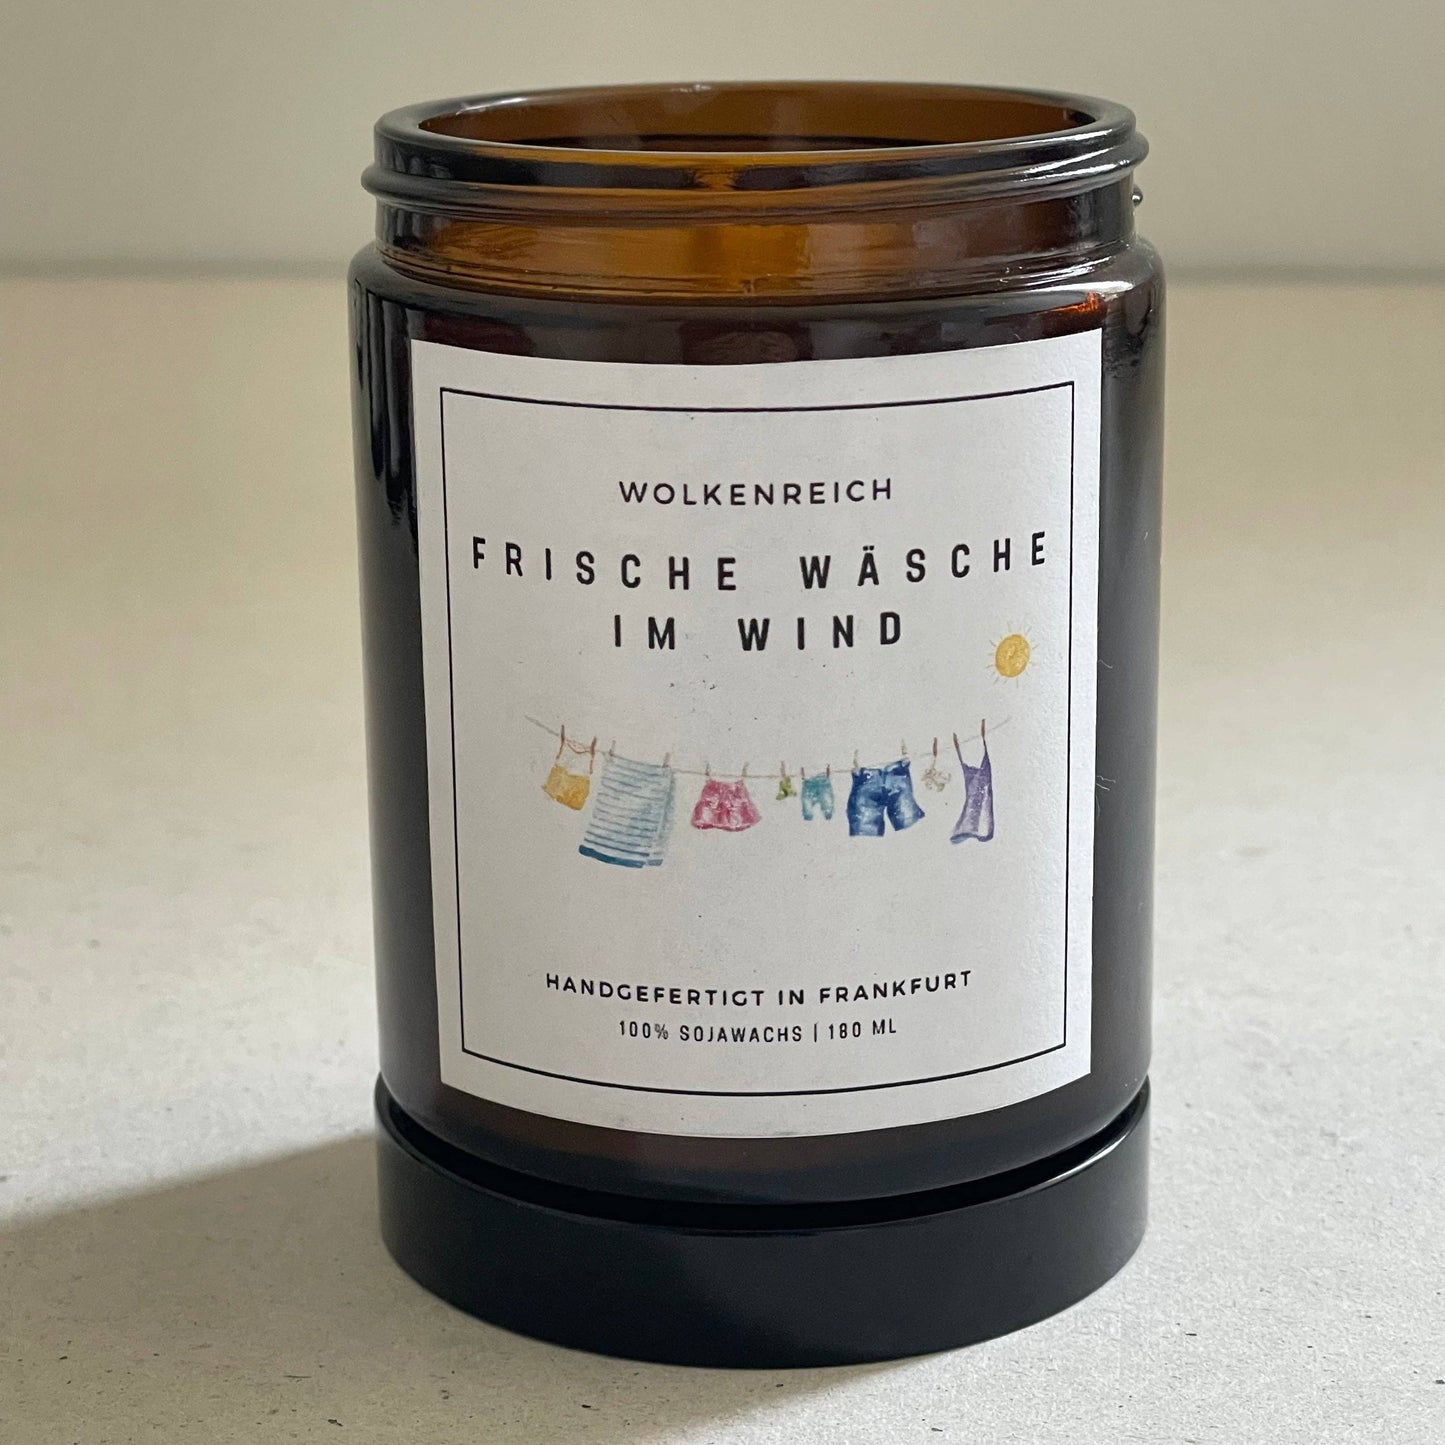 WOLKENREICH
FRISCHE WÄSCHE
IM WIND
HANDGEFERTIGT IN FRANKFURT
100% SOJAWACHS | 180 ML